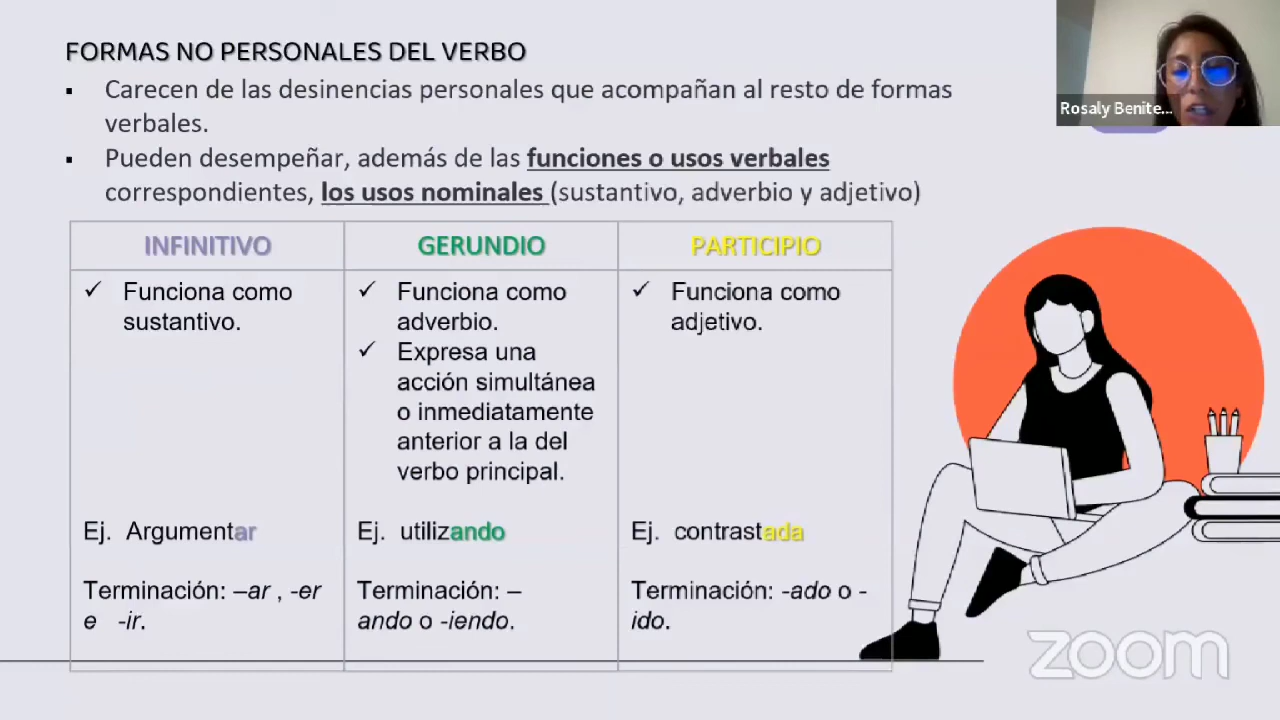 FORMAS NO PERSONALES DEL VERBO
▪ Carecen de las desinencias personales que acompañan al resto de formas
verbales.
▪ Pueden desempeñar, además de las funciones o usos verbales
correspondientes, los usos nominales (sustantivo, adverbio y adjetivo)
INFINITIVO
✓ Funciona como
sustantivo.
Ej. Argumentar
Terminación: –ar , -er
e -ir.
GERUNDIO
✓ Funciona como
adverbio.
✓ Expresa una
acción simultánea
o inmediatamente
anterior a la del
verbo principal.
Ej. utilizando
Terminación: –
ando o -iendo.
PARTICIPIO
✓ Funciona como
adjetivo.
Ej. contrastada
Terminación: -ado o -
ido.
Rosaly Benite...
zoom